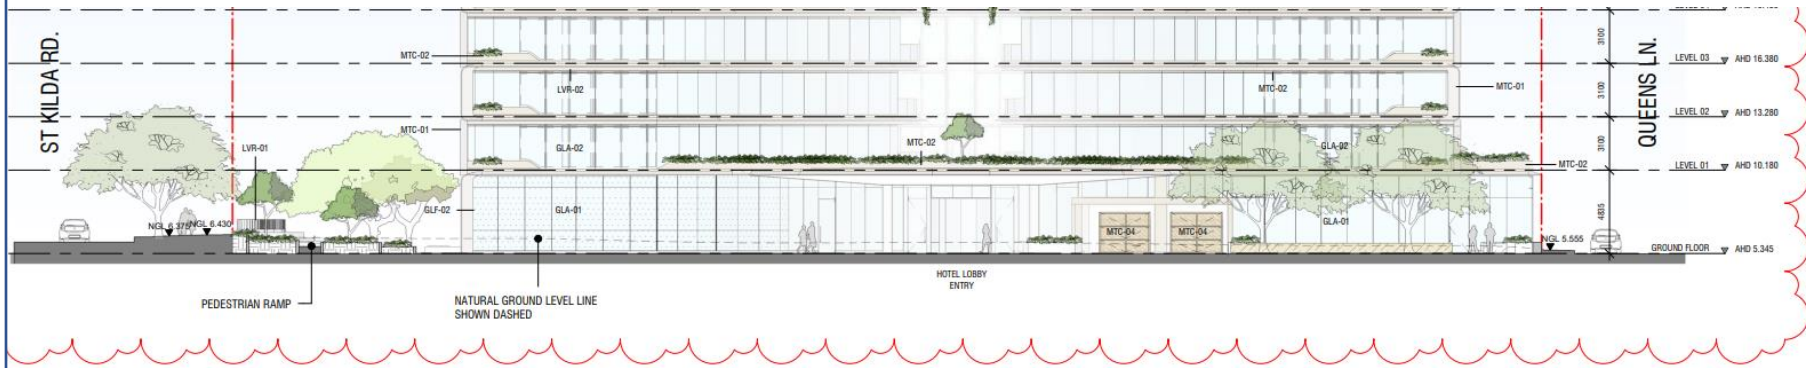 ST KILDA RD.
QUEENS LN.
MTC-02
3100
LEVEL 03
AHD 16.380
LVR-02
MTC-02
MTC-01
3100
LEVEL 02
AHD 13.280
MTC-01
LVR-01
GLA-02
MTC-02
GLA-02
3100
MTC-02
LEVEL 01
AHD 10.180
GLF-02
GLA-01
GLA-01
4835
NGL 6.375
NGL 6.430
MTC-04
MTC-04
NGL 5.555
GROUND FLOOR
AHD 5.345
HOTEL LOBBY
ENTRY
PEDESTRIAN RAMP
NATURAL GROUND LEVEL LINE
SHOWN DASHED